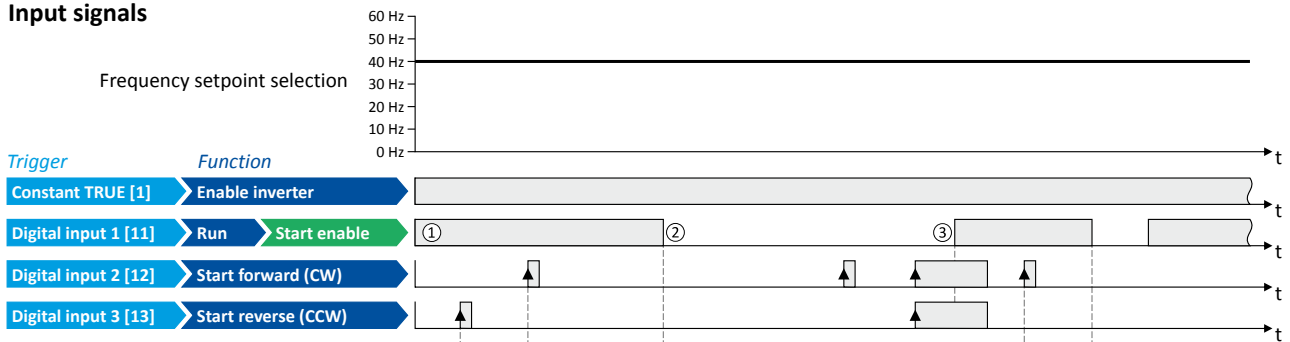 Input signals
60 Hz
50 Hz
40 Hz
Frequency setpoint selection
30 Hz
20 Hz
10 Hz
0 Hz
t
Trigger Function
Constant TRUE [1] Enable inverter
t
Digital input 1 [11] Run Start enable ① ② ③
t
Digital input 2 [12] Start forward (CW)
t
Digital input 3 [13] Start reverse (CCW)
t